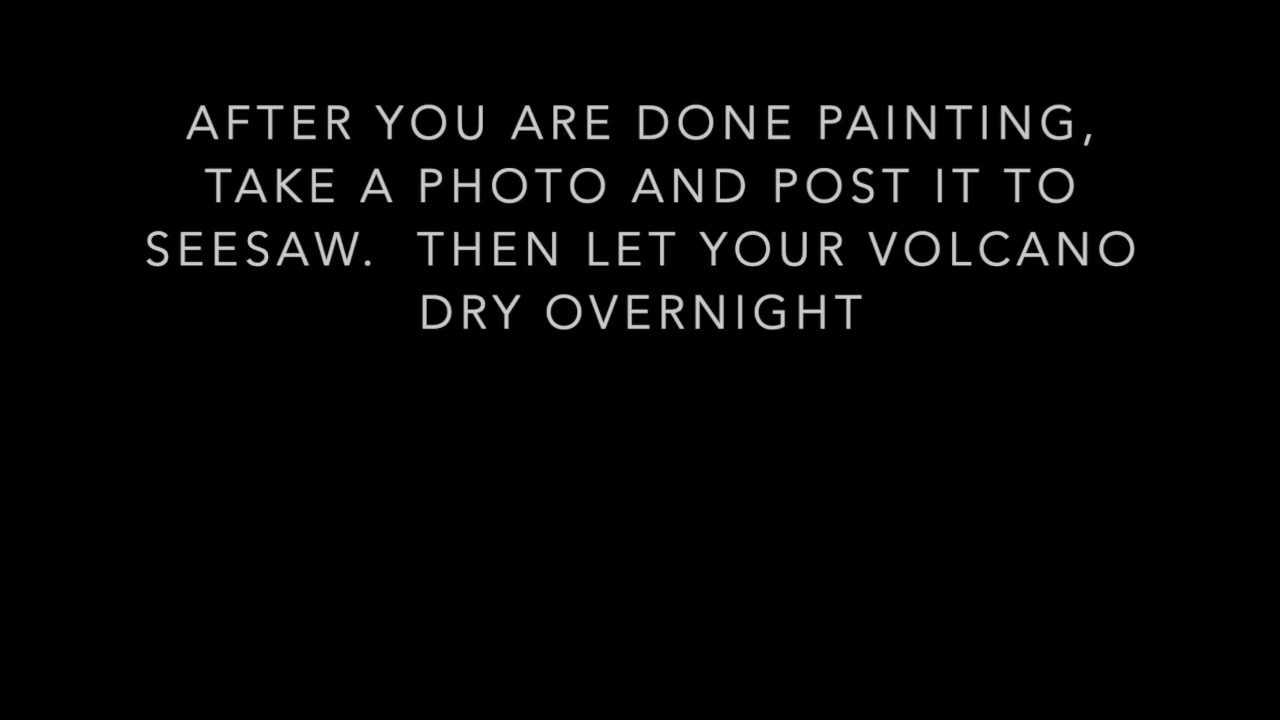 AFTER YOU ARE DONE PAINTING,
TAKE A PHOTO AND POST IT TO
SEESAW.  THEN LET YOUR VOLCANO
DRY OVERNIGHT